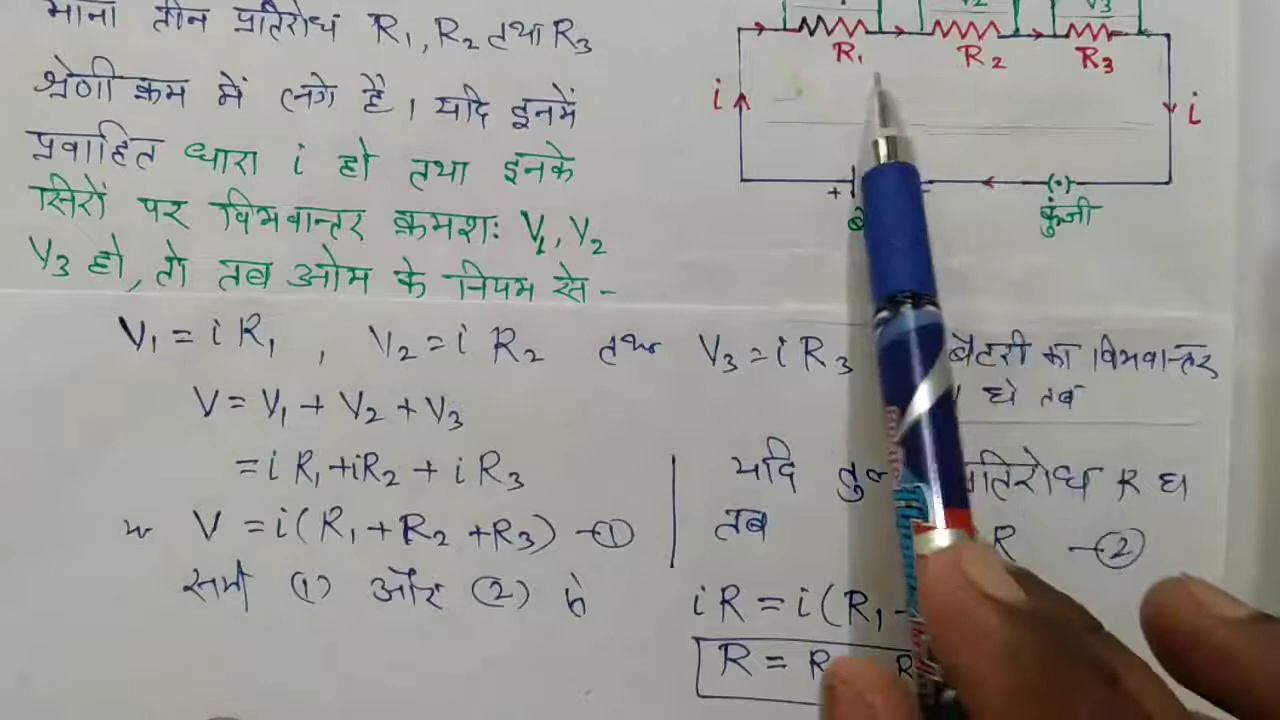 माना तीन प्रतिरोध R₁, R₂ तथा R₃
श्रेणीक्रम में लगे है। यदि इनमें
प्रवाहित धारा i हो तथा इनके
सिरों पर विभवान्तर क्रमशः V₁, V₂
V₃ हो, तो तब ओम के नियम से -
V₁ = i R₁ , V₂ = i R₂ तथा V₃ = i R₃
V = V₁ + V₂ + V₃
= i R₁ + iR₂ + i R₃
V = i(R₁ + R₂ + R₃) -①
समी (1) और (2) से
V₂ V₃
R₁ R₂ R₃
i i
+ -
कुंजी
बैटरी का विभवान्तर
तब
यदि प्रतिरोध R
तब
R -②
i R = i(R₁
R = R